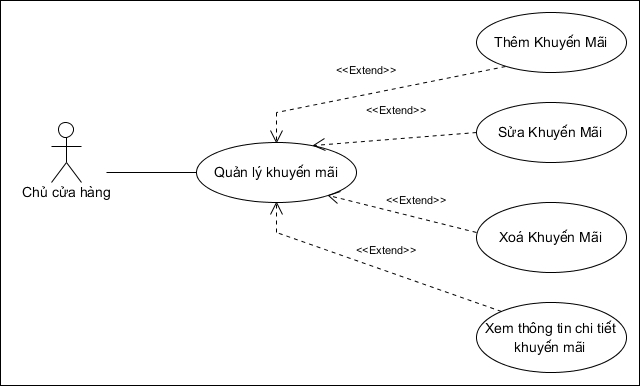 Thêm Khuyến Mãi
<<Extend>>
<<Extend>>
Sửa Khuyến Mãi
Quản lý khuyến mãi
Chủ cửa hàng
<<Extend>>
Xoá Khuyến Mãi
<<Extend>>
Xem thông tin chi tiết
khuyến mãi